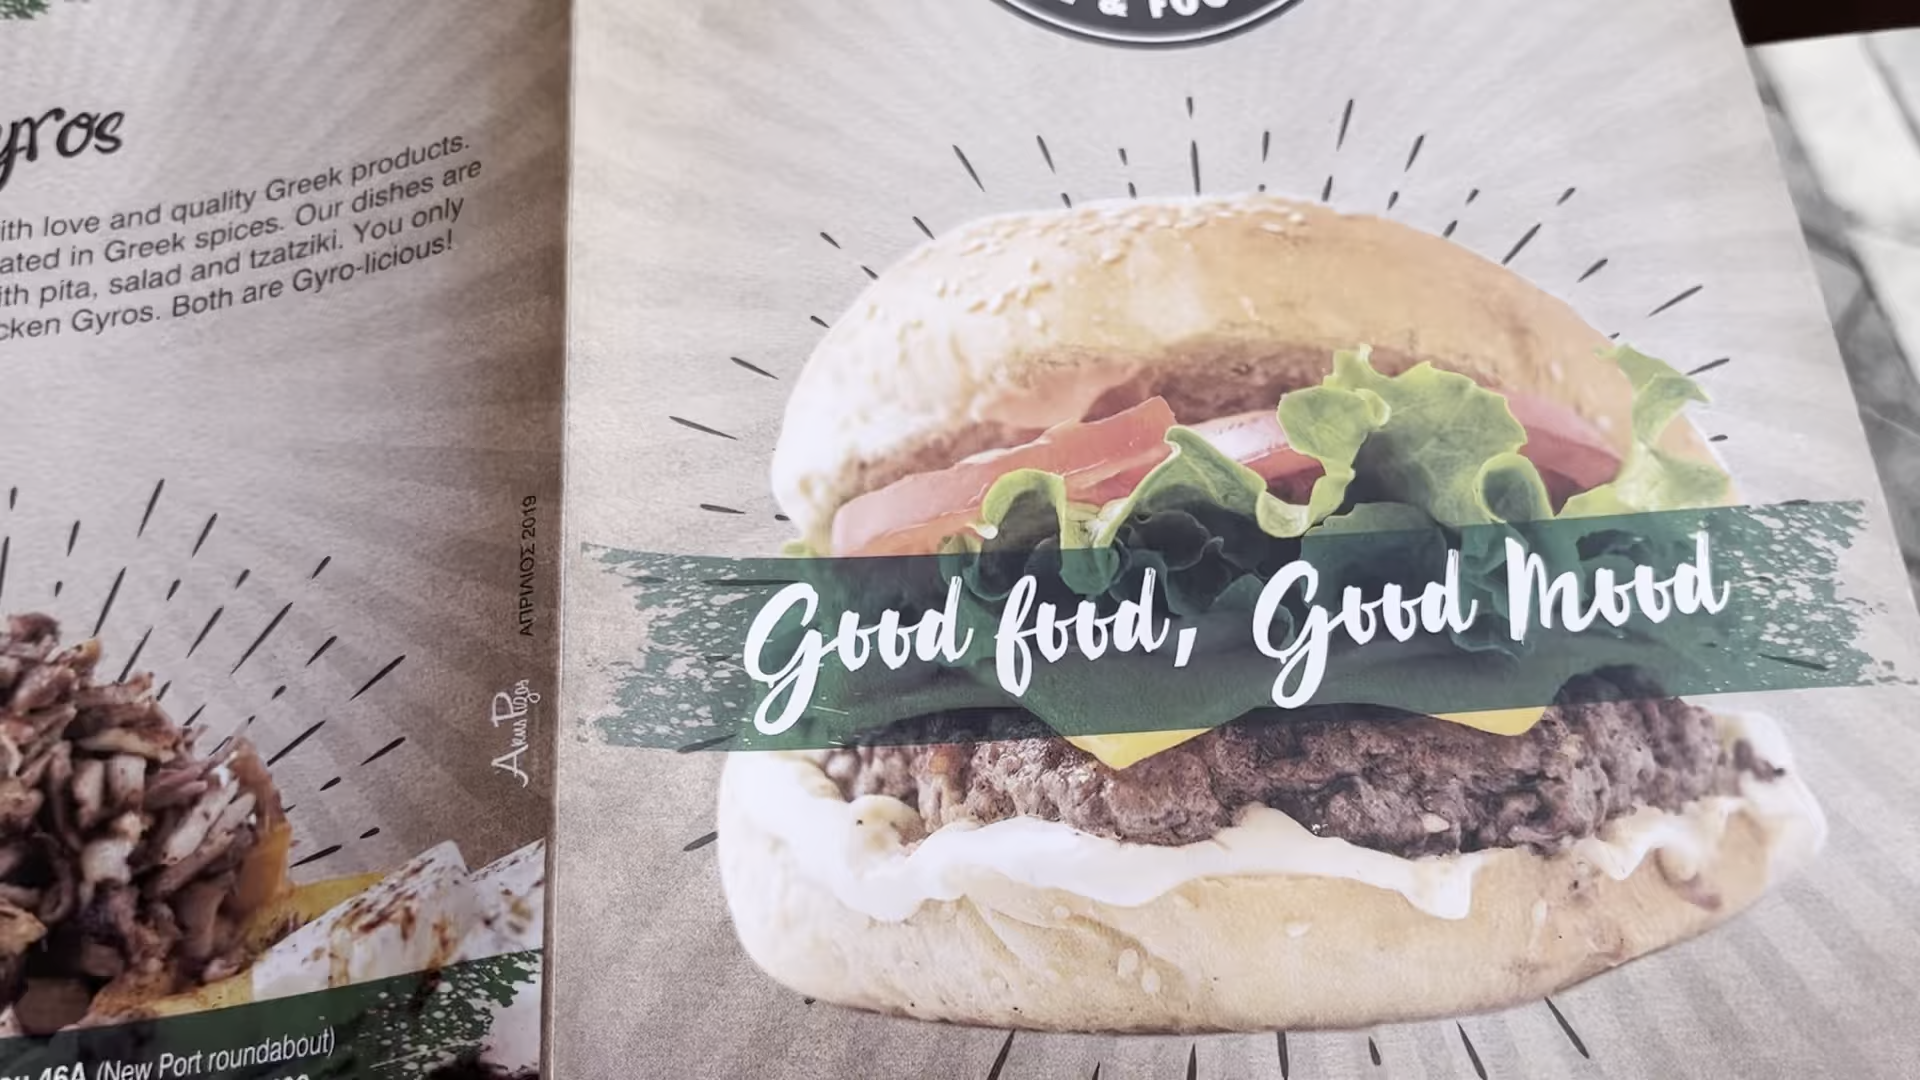 & FOO
yros
ith love and quality Greek products.
ated in Greek spices. Our dishes are
ith pita, salad and tzatziki. You only
cken Gyros. Both are Gyro-licious!
ΑΠΡΙΛΙΟΣ 2019
46A (New Port roundabout)
Good food, Good Mood